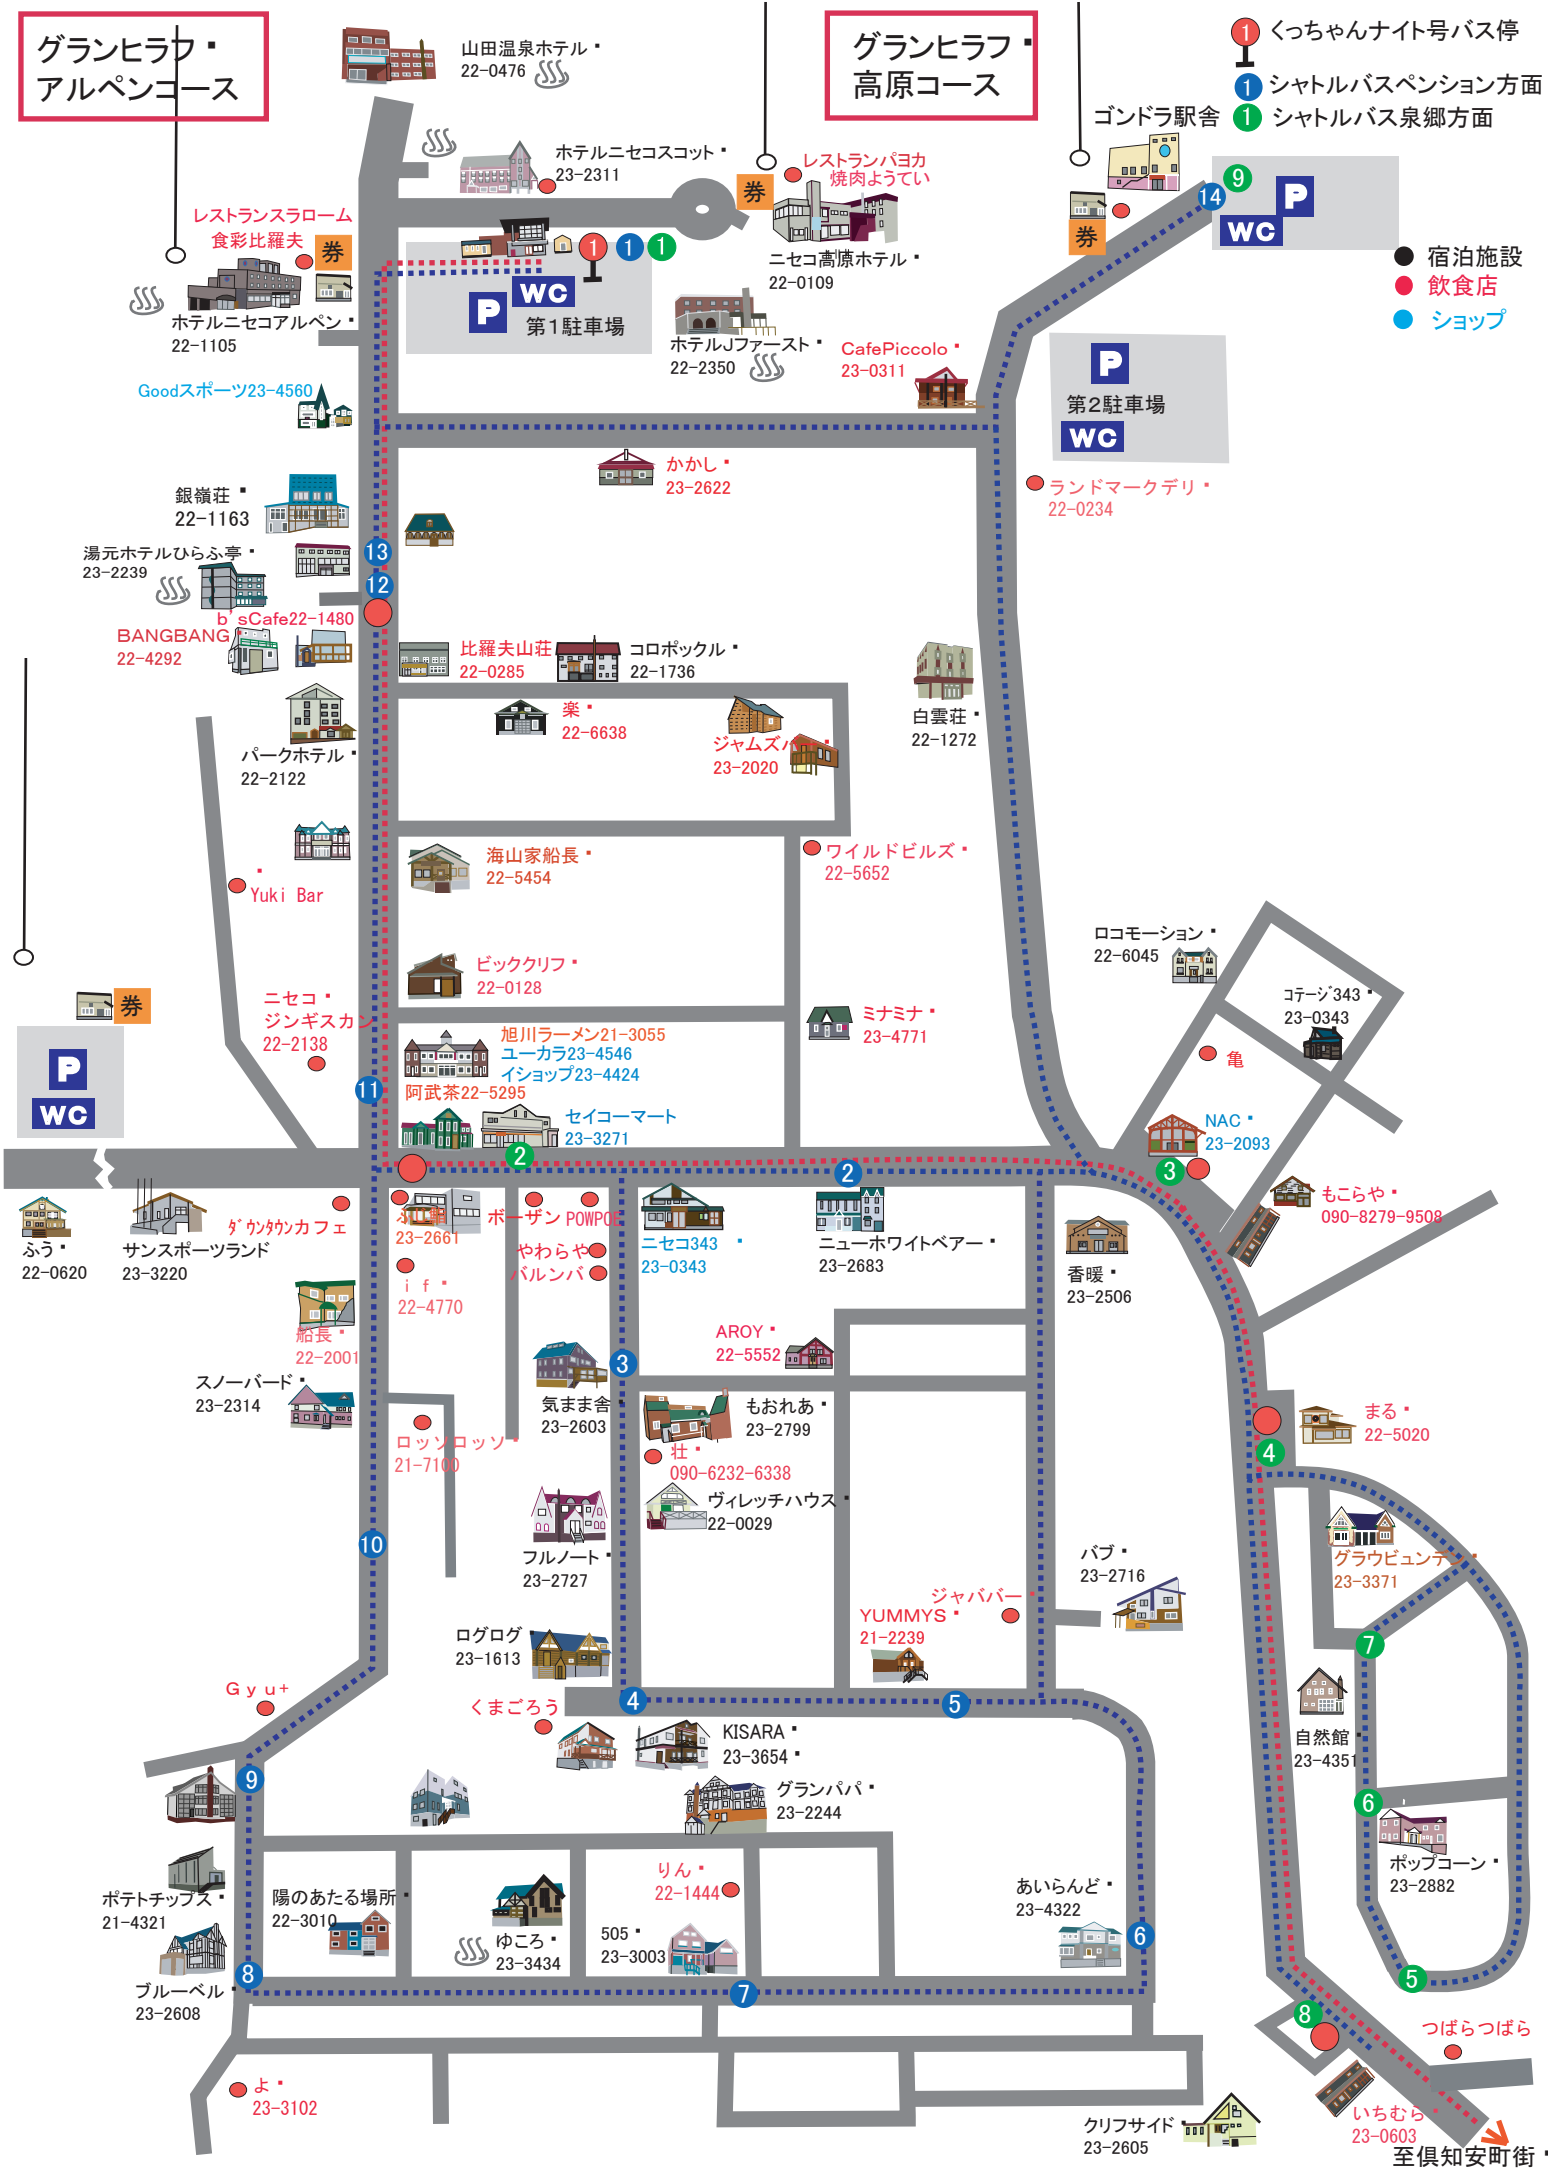 グランヒラフ
アルペンコース
山田温泉ホテル
22-0476
グランヒラフ
高原コース
1 くっちゃんナイト号バス停
1 シャトルバスペンション方面
1 シャトルバス泉郷方面
ゴンドラ駅舎
ホテルニセコスコット
23-2311
券
レストランパヨカ
焼肉ようてい
ニセコ高原ホテル
22-0109
券
14
9
P
WC
宿泊施設
飲食店
ショップ
レストランスラローム
食彩比羅夫
券
ホテルニセコアルペン
22-1105
1
1
1
P
WC
第1駐車場
ホテルJファースト
22-2350
CafePiccolo
23-0311
P
第2駐車場
WC
Goodスポーツ23-4560
かかし
23-2622
ランドマークデリ
22-0234
銀嶺荘
22-1163
湯元ホテルひらふ亭
23-2239
13
12
b'sCafe22-1480
BANGBANG
22-4292
比羅夫山荘
22-0285
コロポックル
22-1736
白雲荘
22-1272
楽
22-6638
ジャムズバー
23-2020
パークホテル
22-2122
海山家船長
22-5454
ワイルドビルズ
22-5652
Yuki Bar
ロコモーション
22-6045
コテージ343
23-0343
ビッククリフ
22-0128
券
P
WC
ニセコ
ジンギスカン
22-2138
ミナミナ
23-4771
旭川ラーメン21-3055
ユーカラ23-4546
イショップ23-4424
阿武茶22-5295
11
セイコーマート
23-3271
亀
NAC
23-2093
2
2
3
もこらや
090-8279-9508
ふう
22-0620
サンスポーツランド
23-3220
ダウンタウンカフェ
23-2661
ボーザン
POWPOE
やわらや
バルンバ
ニセコ343
23-0343
ニューホワイトベアー
23-2683
香暖
23-2506
if
22-4770
船長
22-2001
スノーバード
23-2314
AROY
22-5552
3
気まま舎
23-2603
もおれあ
23-2799
壮
090-6232-6338
ヴィレッチハウス
22-0029
ロッソロッソ
21-7100
まる
22-5020
4
10
フルノート
23-2727
グラウビュンデン
23-3371
バブ
23-2716
ジャババー
YUMMYS
21-2239
ログログ
23-1613
7
Gyu+
くまごろう
4
5
KISARA
23-3654
自然館
23-4351
9
グランパパ
23-2244
6
ポップコーン
23-2882
ポテトチップス
21-4321
陽のあたる場所
22-3010
りん
22-1444
あいらんど
23-4322
ゆころ
23-3434
505
23-3003
6
8
ブルーベル
23-2608
7
5
8
つばらつばら
よ
23-3102
クリフサイド
23-2605
いちむら
23-0603
至倶知安町街